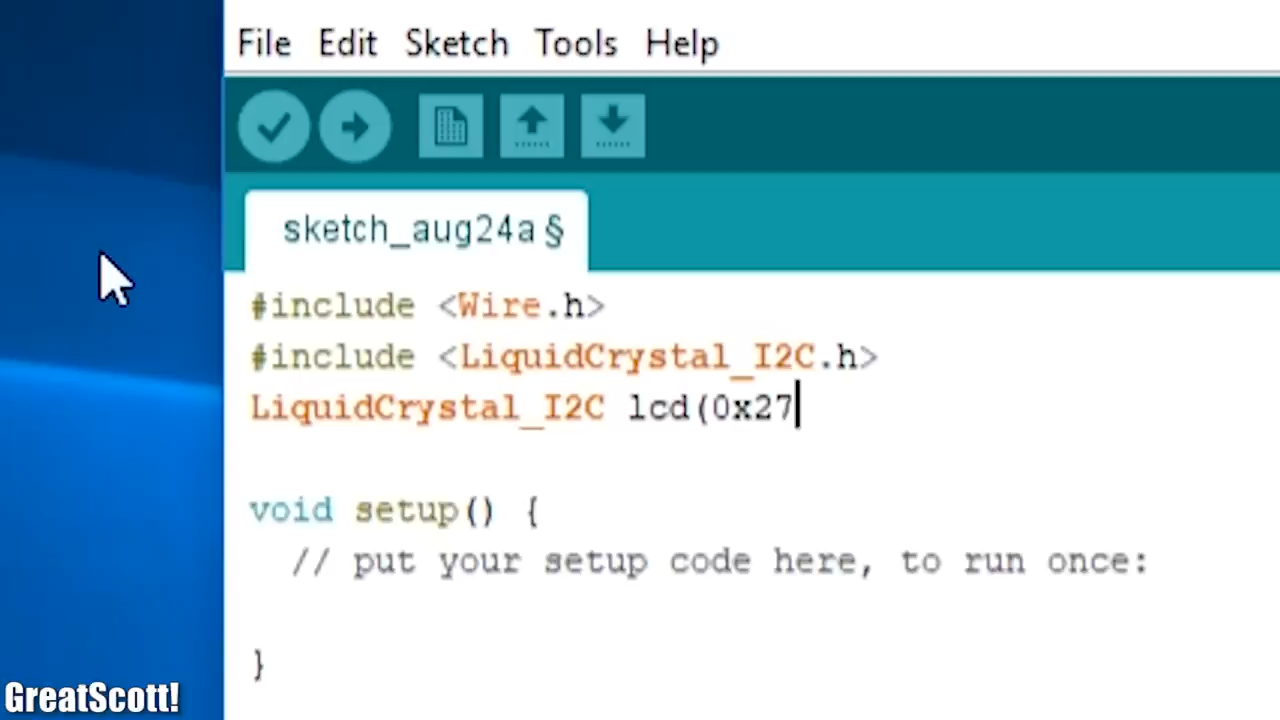 File Edit Sketch Tools Help
sketch_aug24a §
#include <Wire.h>
#include <LiquidCrystal_I2C.h>
LiquidCrystal_I2C lcd(0x27
void setup() {
// put your setup code here, to run once:
}
GreatScott!